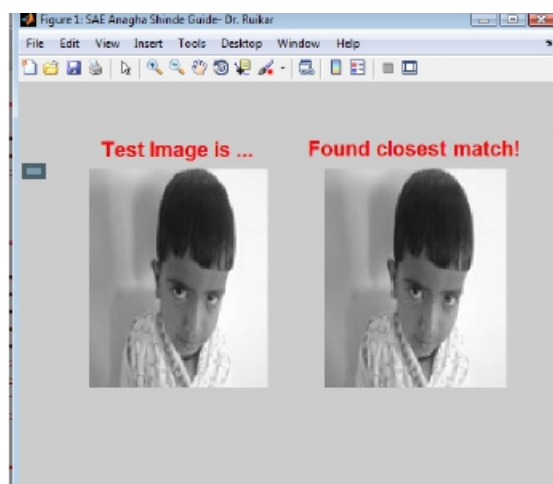 Figure 1: SAE Anagha Shinde Guide- Dr. Ruikar
File Edit View Insert Tools Desktop Window Help
Test Image is ... Found closest match!